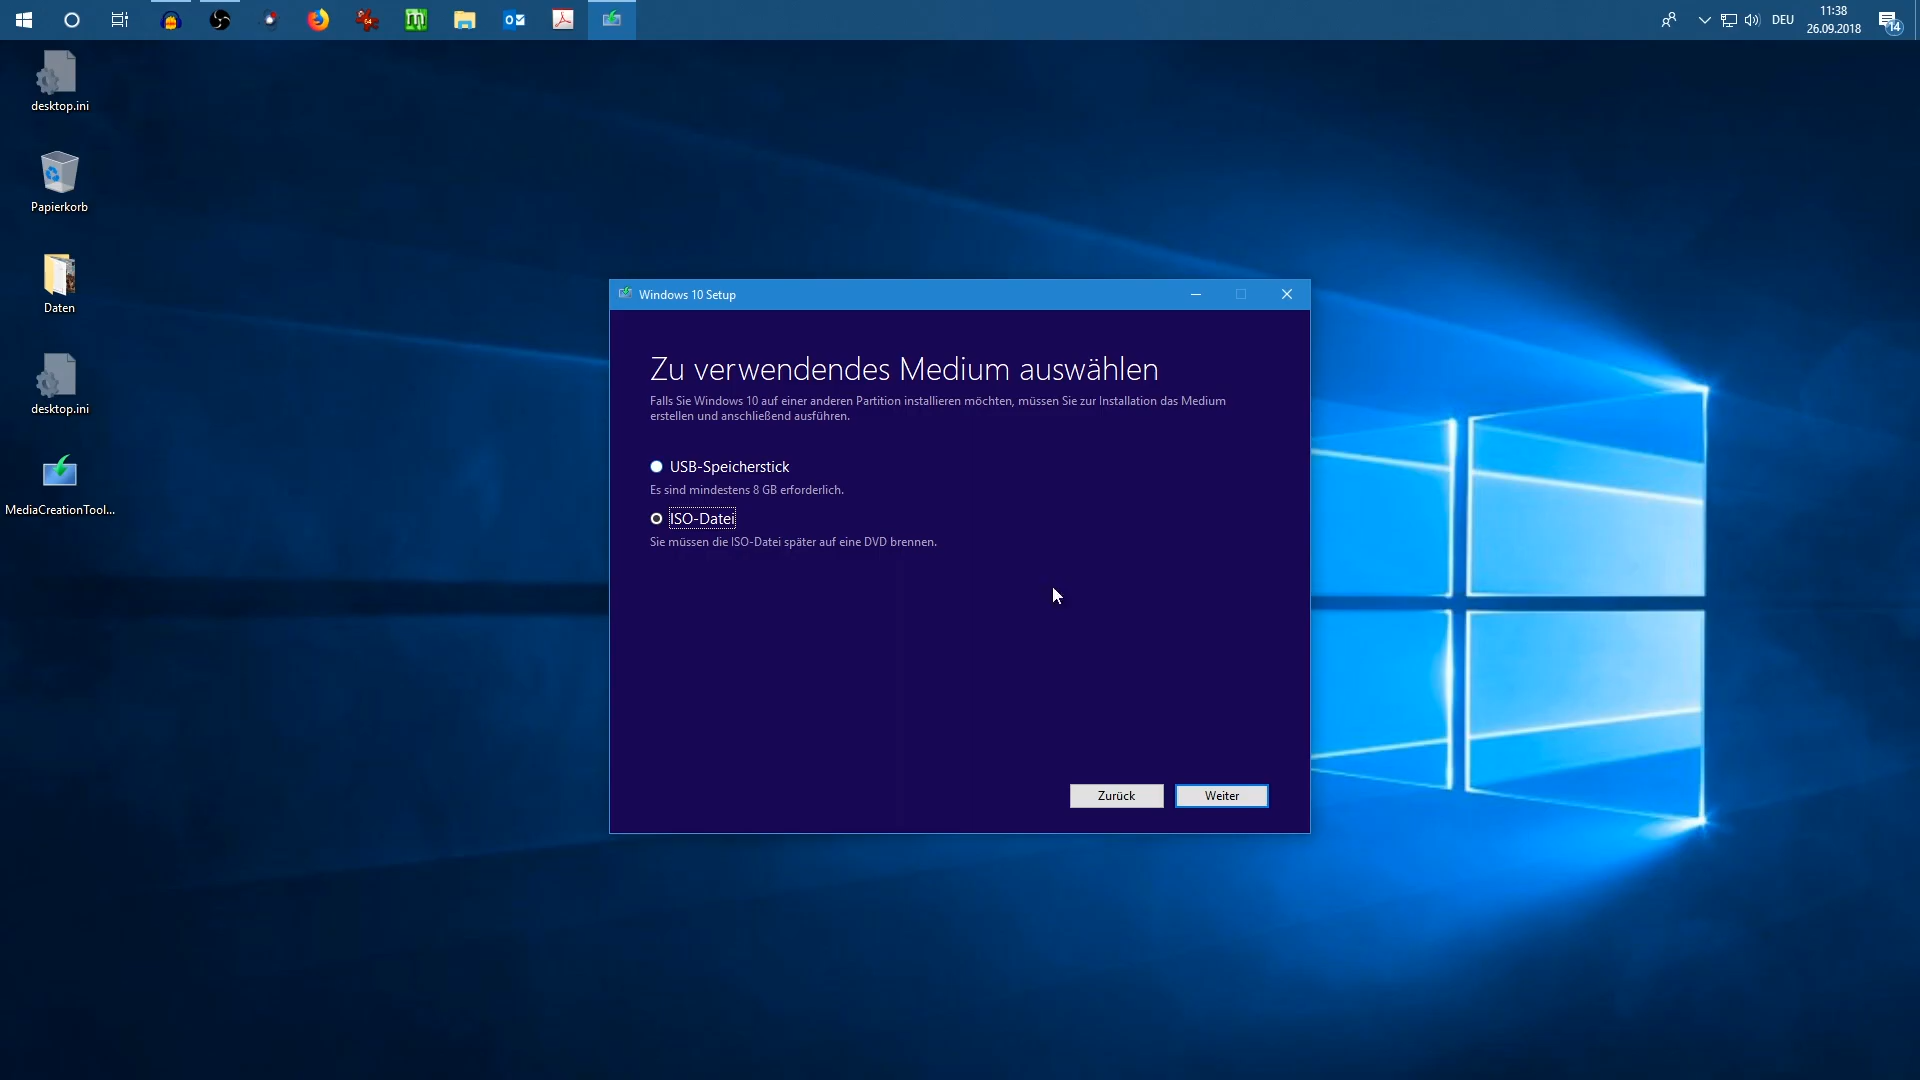 DEU
11:38
26.09.2018
14
desktop.ini
Papierkorb
Daten
desktop.ini
MediaCreationTool...
Windows 10 Setup
Zu verwendendes Medium auswählen
Falls Sie Windows 10 auf einer anderen Partition installieren möchten, müssen Sie zur Installation das Medium
erstellen und anschließend ausführen.
USB-Speicherstick
Es sind mindestens 8 GB erforderlich.
ISO-Datei
Sie müssen die ISO-Datei später auf eine DVD brennen.
Zurück
Weiter